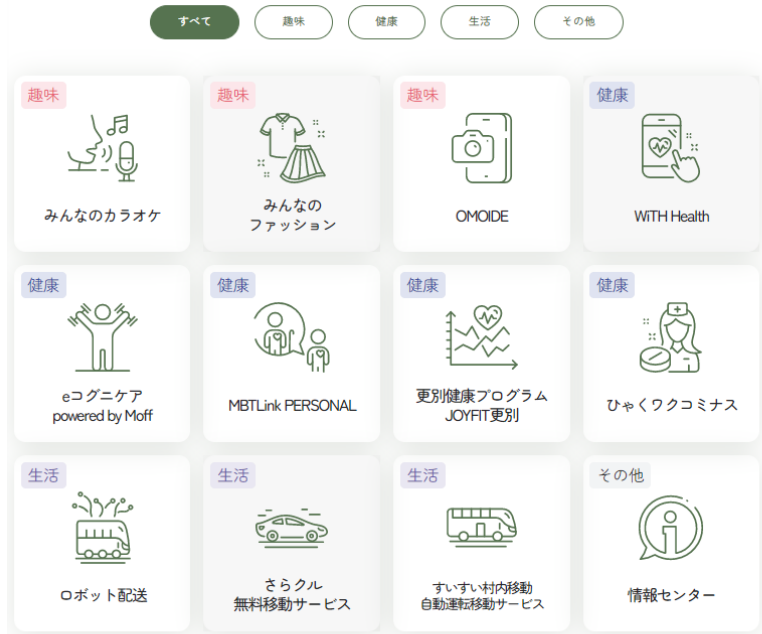 すべて
趣味
健康
生活
その他
趣味
みんなのカラオケ
趣味
みんなの
ファッション
趣味
OMOIDE
健康
WiTH Health
健康
eコグニケア
powered by Moff
健康
MBTLink PERSONAL
健康
更別健康プログラム
JOYFIT更別
健康
ひゃくワクコミナス
生活
ロボット配送
生活
さらクル
無料移動サービス
生活
すいすい村内移動
自動運転移動サービス
その他
情報センター